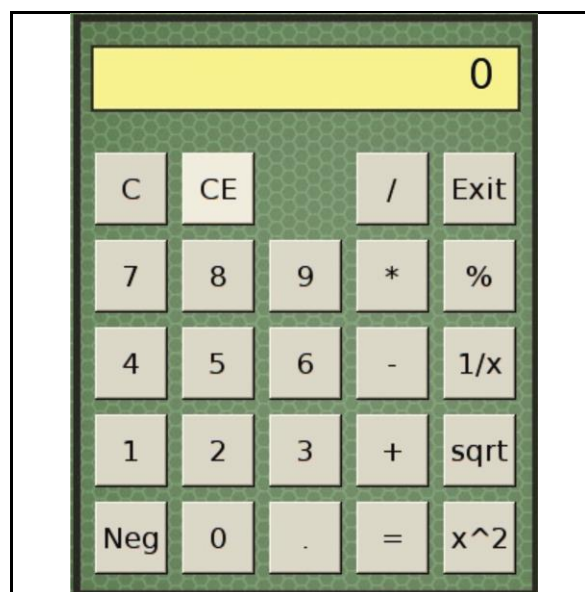 0
C CE / Exit
7 8 9 * %
4 5 6 - 1/x
1 2 3 + sqrt
Neg 0 . = x^2